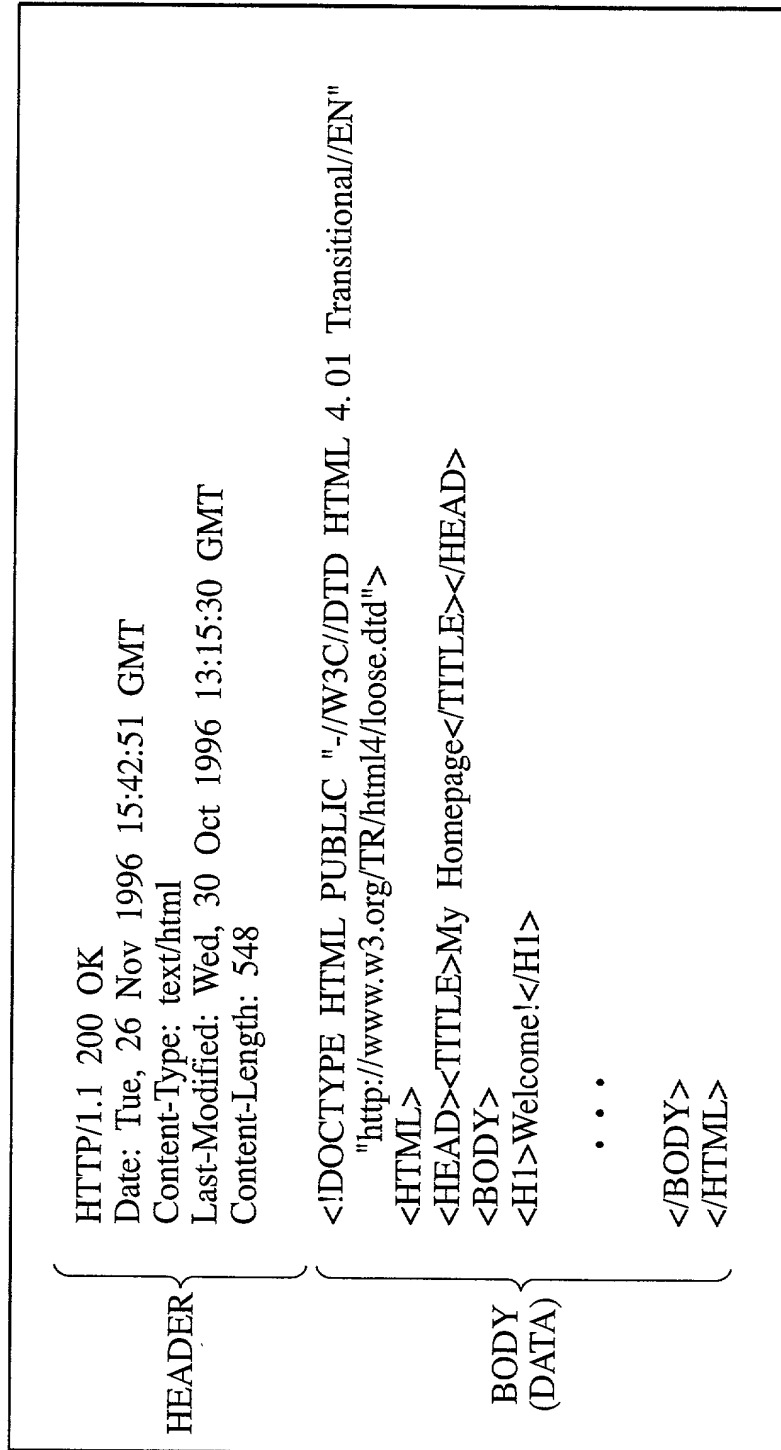 HEADER
HTTP/1.1 200 OK
Date: Tue, 26 Nov 1996 15:42:51 GMT
Content-Type: text/html
Last-Modified: Wed, 30 Oct 1996 13:15:30 GMT
Content-Length: 548
BODY
(DATA)
<!DOCTYPE HTML PUBLIC "-//W3C//DTD HTML 4.01 Transitional//EN"
"http://www.w3.org/TR/html4/loose.dtd">
<HTML>
<HEAD><TITLE>My Homepage</TITLE></HEAD>
<BODY>
<H1>Welcome!</H1>
. . .
</BODY>
</HTML>